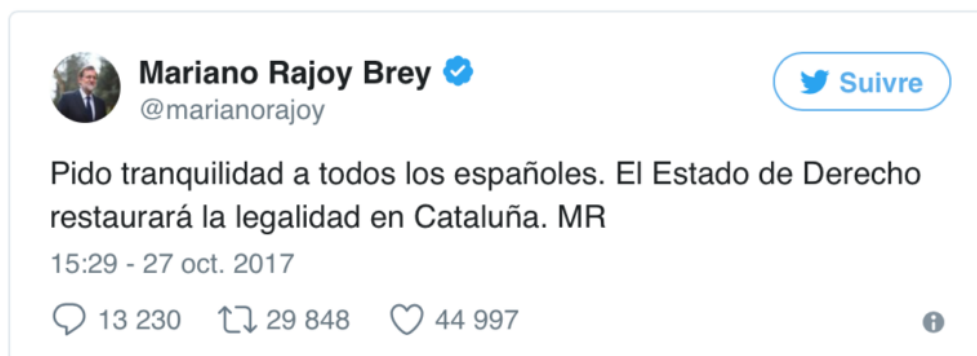 Mariano Rajoy Brey
@marianorajoy
Suivre
Pido tranquilidad a todos los españoles. El Estado de Derecho
restaurará la legalidad en Cataluña. MR
15:29 - 27 oct. 2017
13 230 29 848 44 997